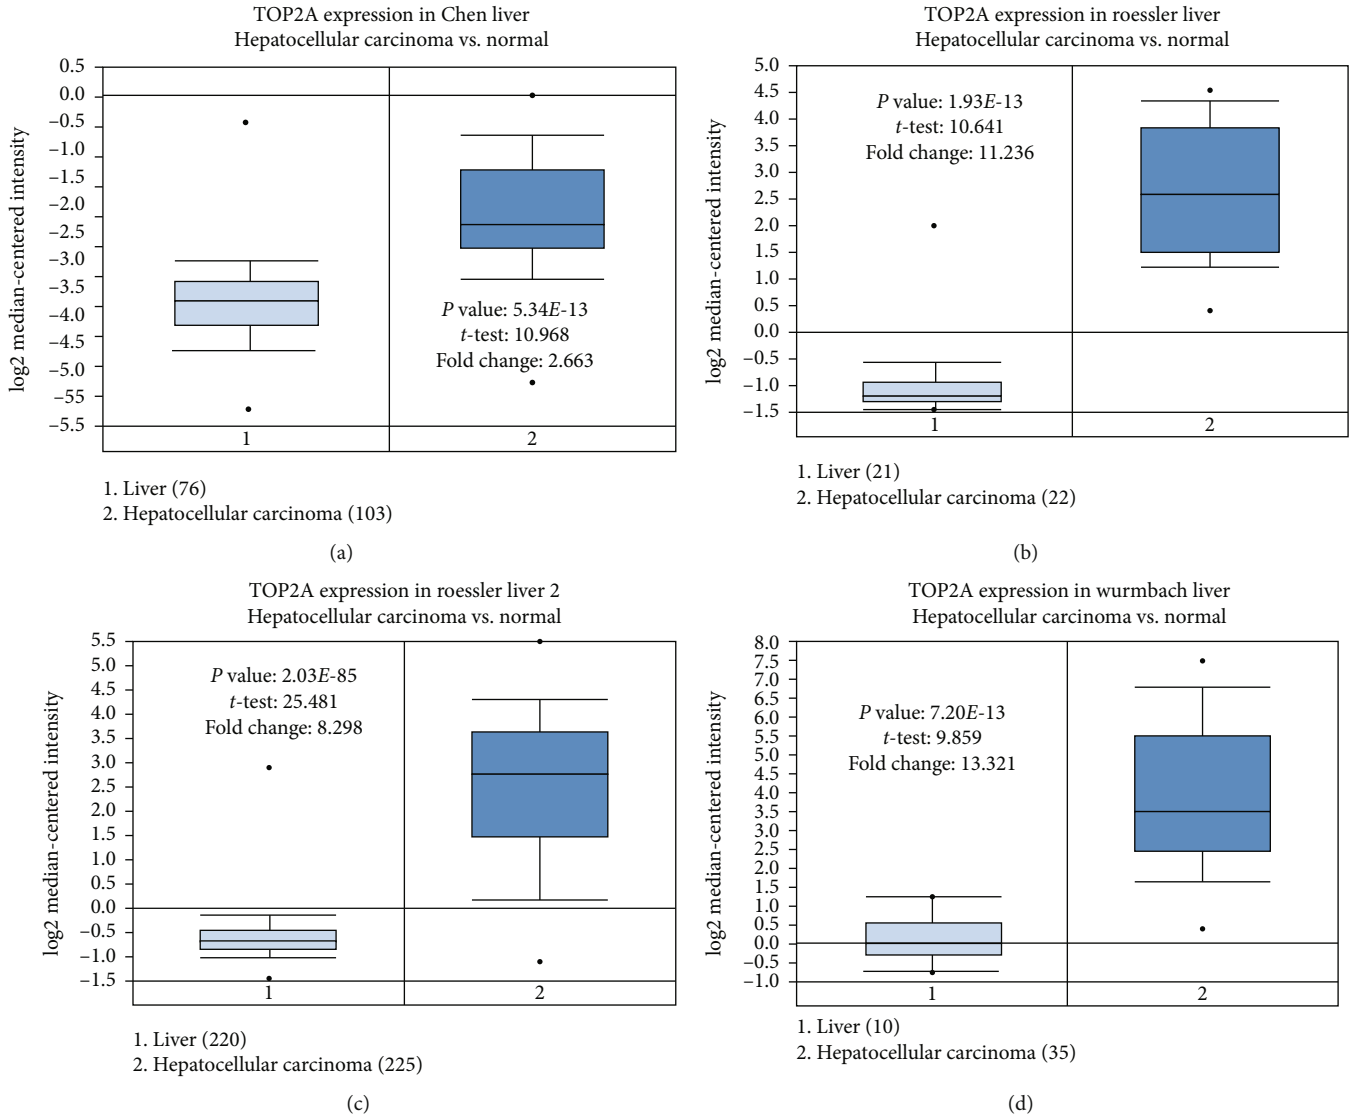 TOP2A expression in Chen liver
Hepatocellular carcinoma vs. normal
log2 median-centered intensity
0.5
0.0
–0.5
–1.0
–1.5
–2.0
–2.5
–3.0
–3.5
–4.0
–4.5
–5.0
–55
–5.5
P value: 5.34E-13
t-test: 10.968
Fold change: 2.663
1
2
1. Liver (76)
2. Hepatocellular carcinoma (103)
(a)
TOP2A expression in roessler liver
Hepatocellular carcinoma vs. normal
log2 median-centered intensity
5.0
4.5
4.0
3.5
3.0
2.5
2.0
1.5
1.0
0.5
0.0
–0.5
–1.0
–1.5
P value: 1.93E-13
t-test: 10.641
Fold change: 11.236
1
2
1. Liver (21)
2. Hepatocellular carcinoma (22)
(b)
TOP2A expression in roessler liver 2
Hepatocellular carcinoma vs. normal
log2 median-centered intensity
5.5
5.0
4.5
4.0
3.5
3.0
2.5
2.0
1.5
1.0
0.5
0.0
–0.5
–1.0
–1.5
P value: 2.03E-85
t-test: 25.481
Fold change: 8.298
1
2
1. Liver (220)
2. Hepatocellular carcinoma (225)
(c)
TOP2A expression in wurmbach liver
Hepatocellular carcinoma vs. normal
log2 median-centered intensity
8.0
7.5
7.0
6.5
6.0
5.5
5.0
4.5
4.0
3.5
3.0
2.5
2.0
1.5
1.0
0.5
0.0
–0.5
–1.0
P value: 7.20E-13
t-test: 9.859
Fold change: 13.321
1
2
1. Liver (10)
2. Hepatocellular carcinoma (35)
(d)